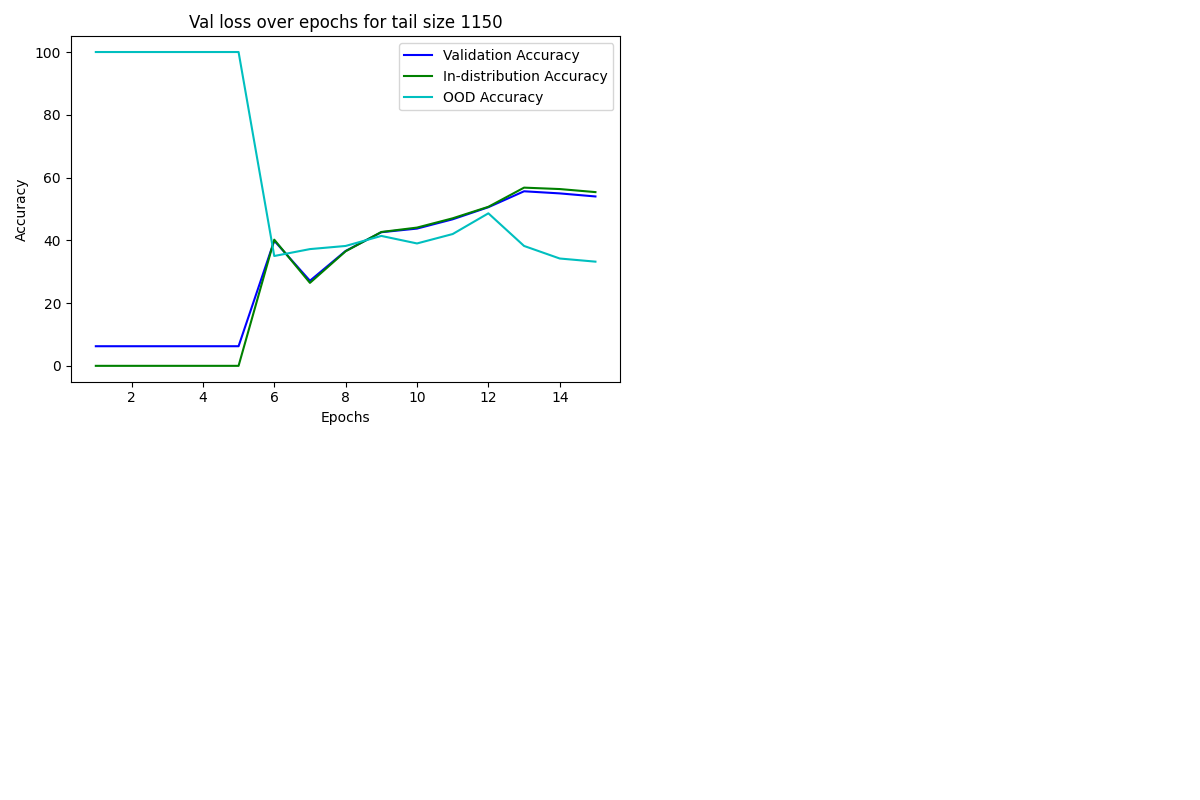 Val loss over epochs for tail size 1150
Validation Accuracy
In-distribution Accuracy
OOD Accuracy
100
80
60
40
20
0
Accuracy
2 4 6 8 10 12 14
Epochs